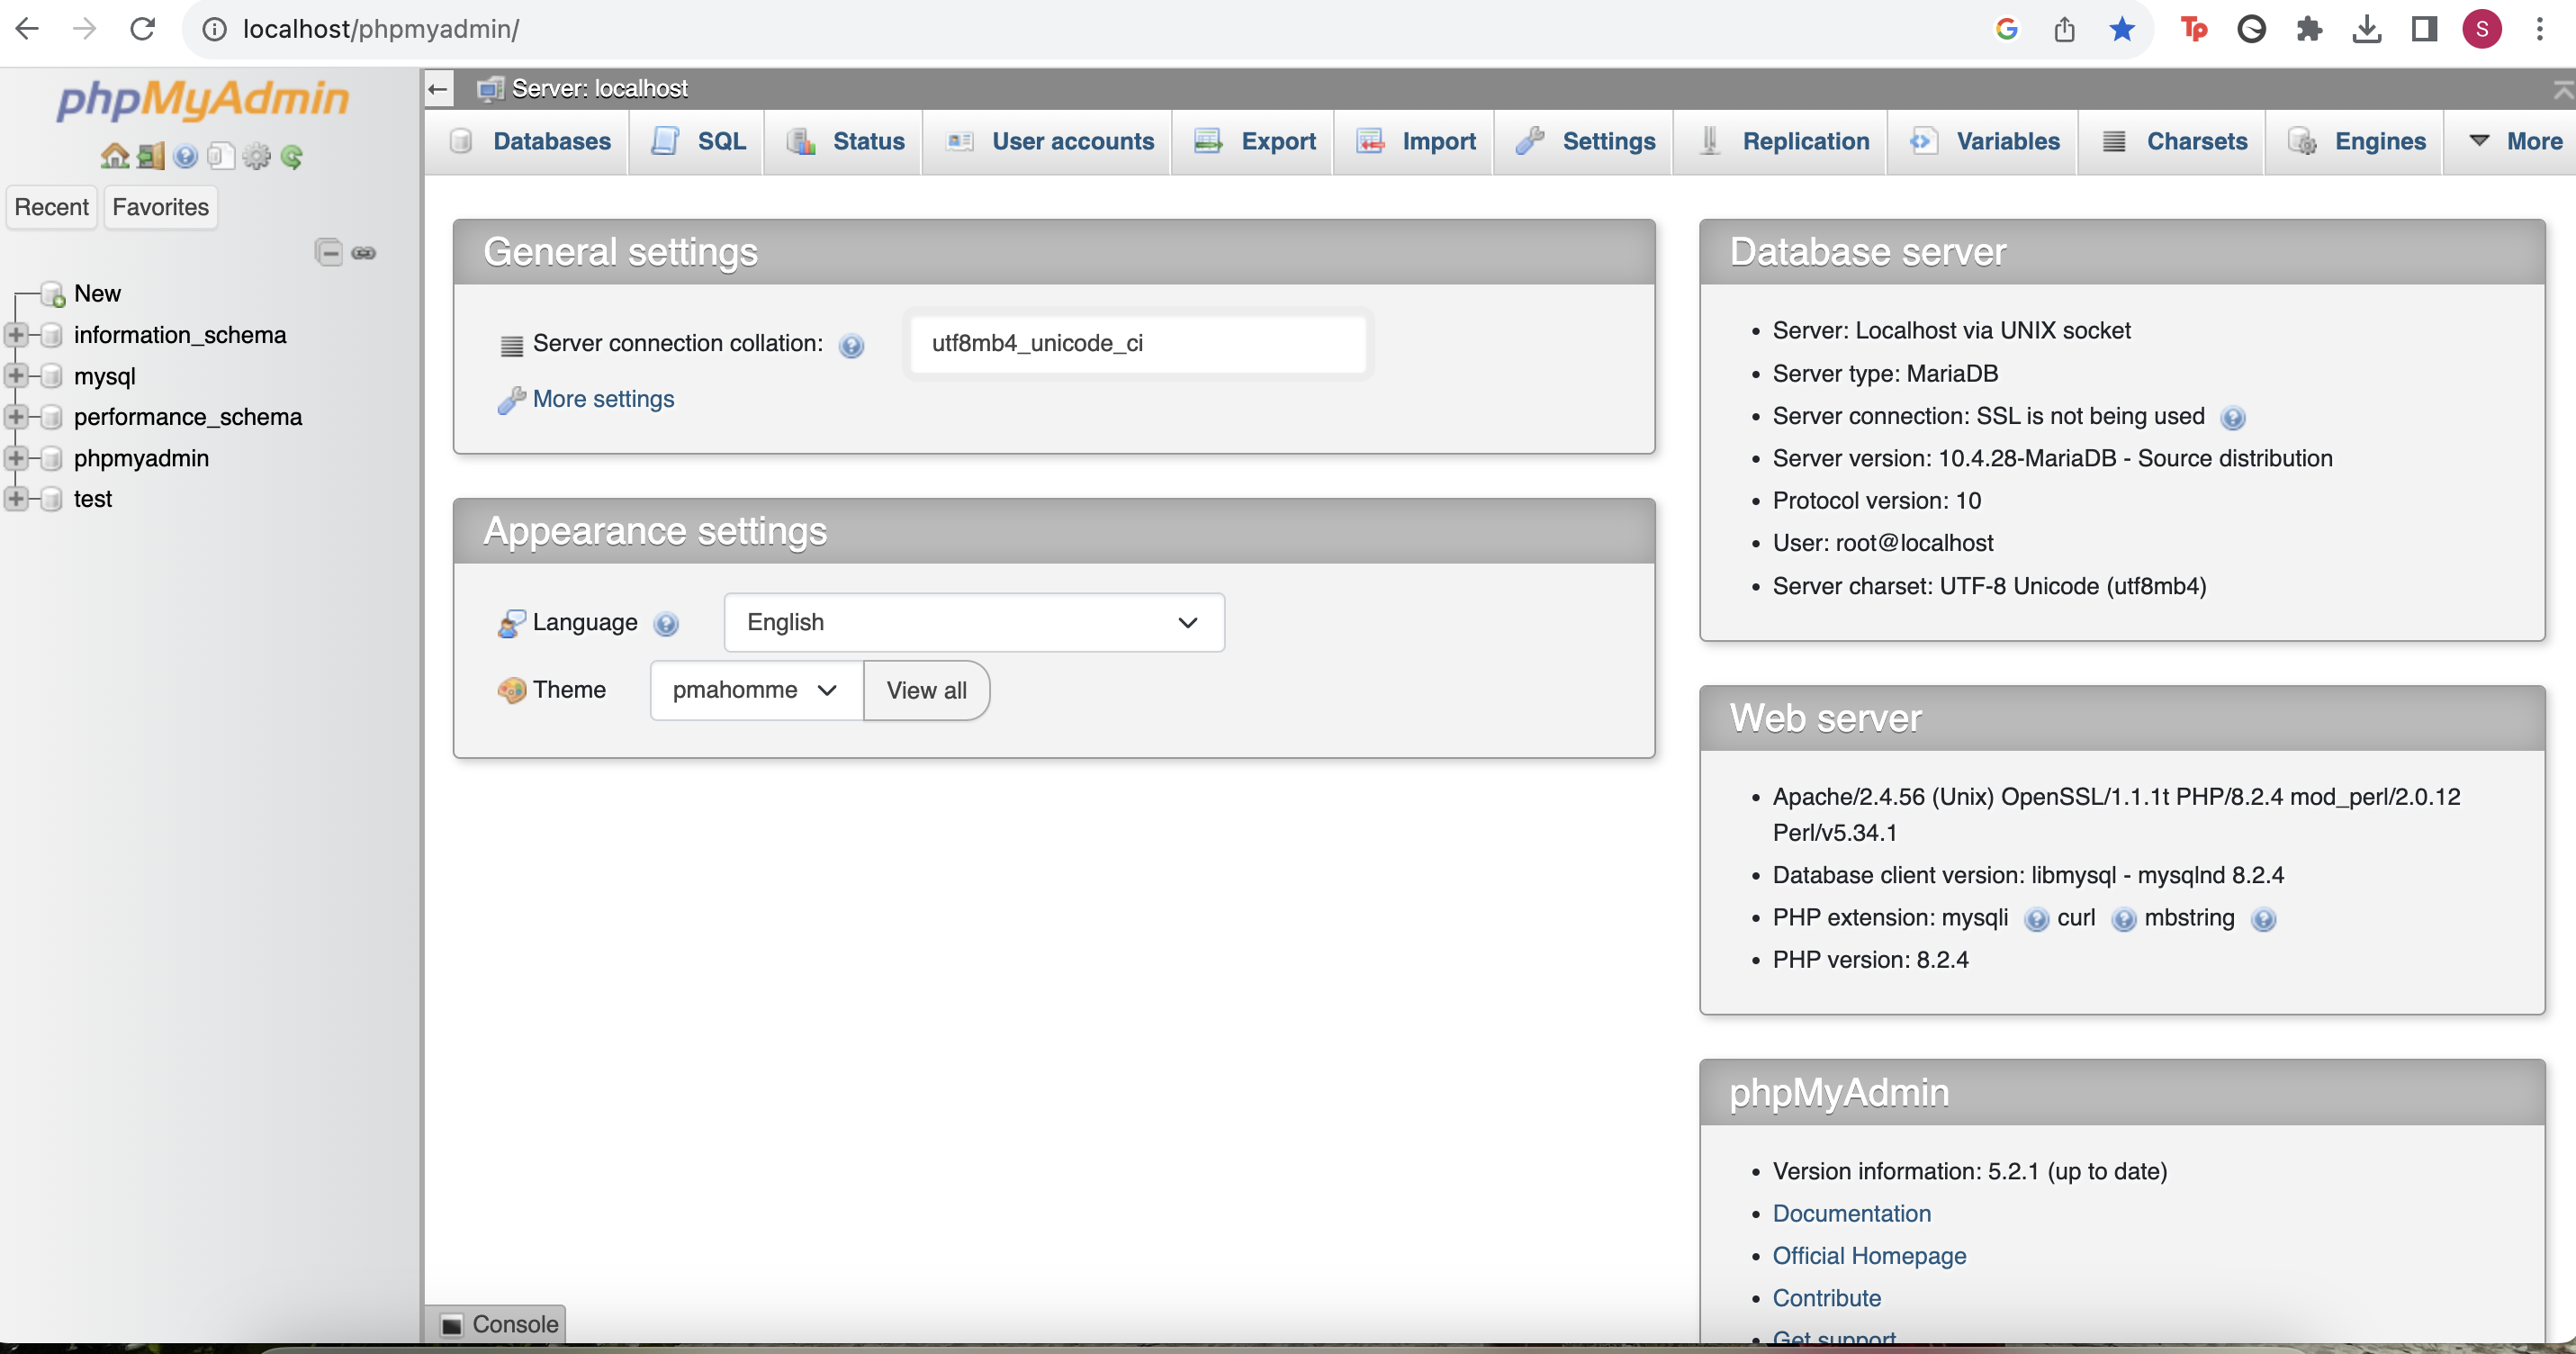 localhost/phpmyadmin/
Tp
S
phpMyAdmin
Recent Favorites
New
information_schema
mysql
performance_schema
phpmyadmin
test
Server: localhost
Databases SQL Status User accounts Export Import Settings Replication Variables Charsets Engines More
General settings
Server connection collation: utf8mb4_unicode_ci
More settings
Appearance settings
Language English
Theme pmahomme View all
Database server
Server: Localhost via UNIX socket
Server type: MariaDB
Server connection: SSL is not being used
Server version: 10.4.28-MariaDB - Source distribution
Protocol version: 10
User: root@localhost
Server charset: UTF-8 Unicode (utf8mb4)
Web server
Apache/2.4.56 (Unix) OpenSSL/1.1.1t PHP/8.2.4 mod_perl/2.0.12
Perl/v5.34.1
Database client version: libmysql - mysqlnd 8.2.4
PHP extension: mysqli curl mbstring
PHP version: 8.2.4
phpMyAdmin
Version information: 5.2.1 (up to date)
Documentation
Official Homepage
Contribute
Get support
Console